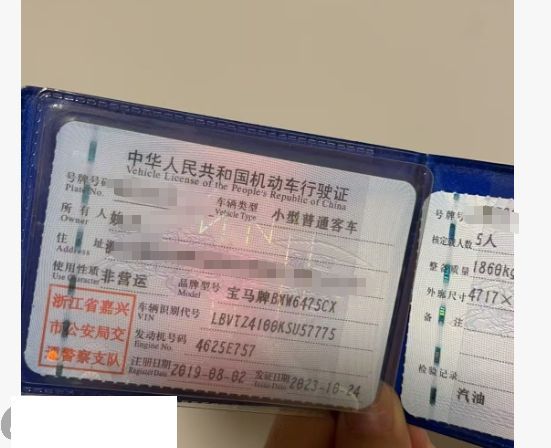 中华人民共和国机动车行驶证
Vehicle License of the People's Republic of China
号牌号码
Plate No.
车辆类型
Vehicle Type
小型普通客车
所有人
Owner
住址
Address
使用性质
Use Character
非营运
品牌型号
Model
宝马牌BMW6475CX
浙江省嘉兴
市公安局交
通警察支队
车辆识别代号
VIN
LBVTZ4100KSU57775
发动机号码
Engine No.
4625E757
注册日期
Register Date
2019-08-02
发证日期
Issue Date
2023-10-24
号牌号
核定载人数
5人
整备质量
1860kg
外廓尺寸
4717×
备注
检验记录
汽油